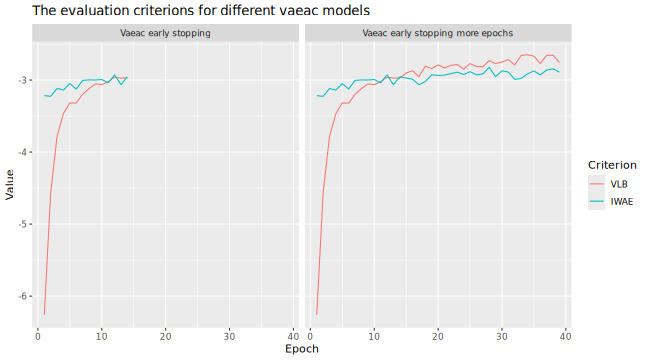 The evaluation criterions for different vaeac models
Vaeac early stopping
Vaeac early stopping more epochs
Value
-3
-4
-5
-6
0 10 20 30 40
0 10 20 30 40
Epoch
Criterion
VLB
IWAE